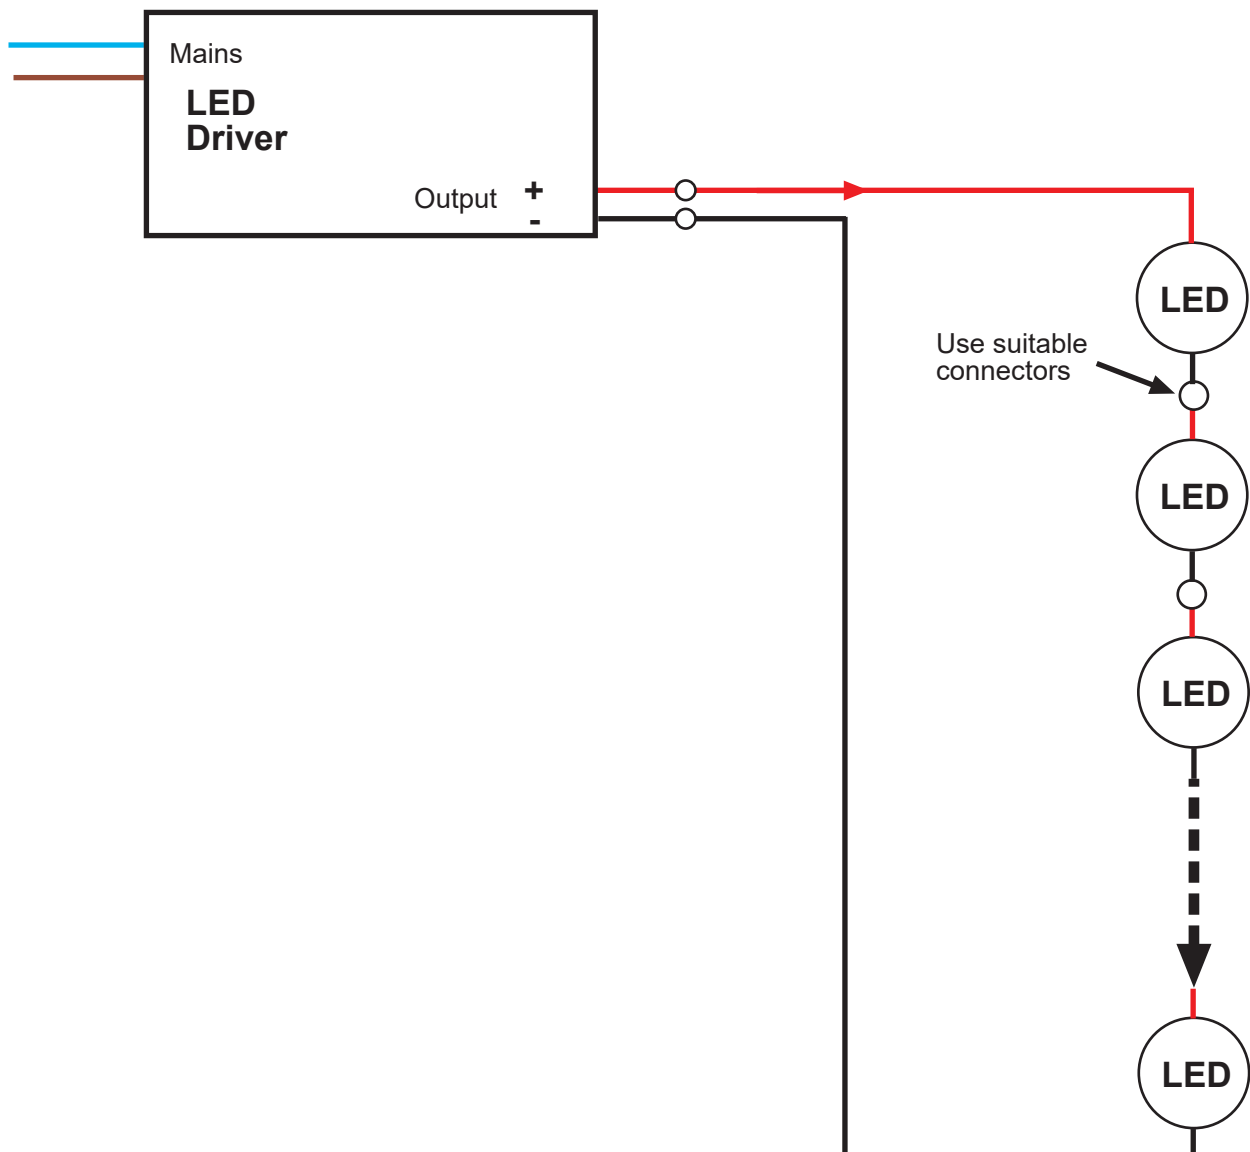 Mains
LED
Driver
Output +
-
LED
Use suitable
connectors
LED
LED
LED